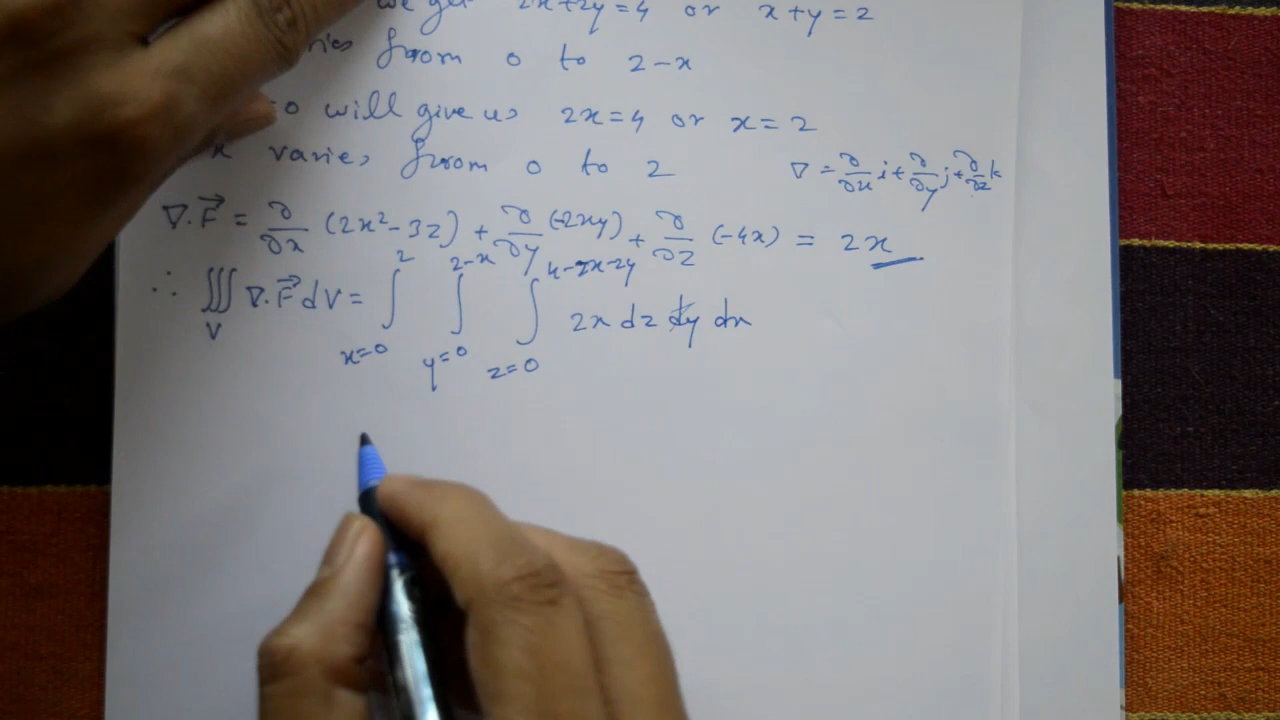 we get 2x+2y=4 or x+y=2
from 0 to 2-x
will give us 2x=4 or x=2
x varies from 0 to 2
∇ = ∂/∂x i + ∂/∂y j + ∂/∂z k
∇.F⃗ = ∂/∂x (2x²-3z) + ∂/∂y (-2xy) + ∂/∂z (-4x) = 2x
∴ ∭_V ∇.F⃗ dV = ∫_{x=0}^{2} ∫_{y=0}^{2-x} ∫_{z=0}^{4-2x-2y} 2x dz dy dx